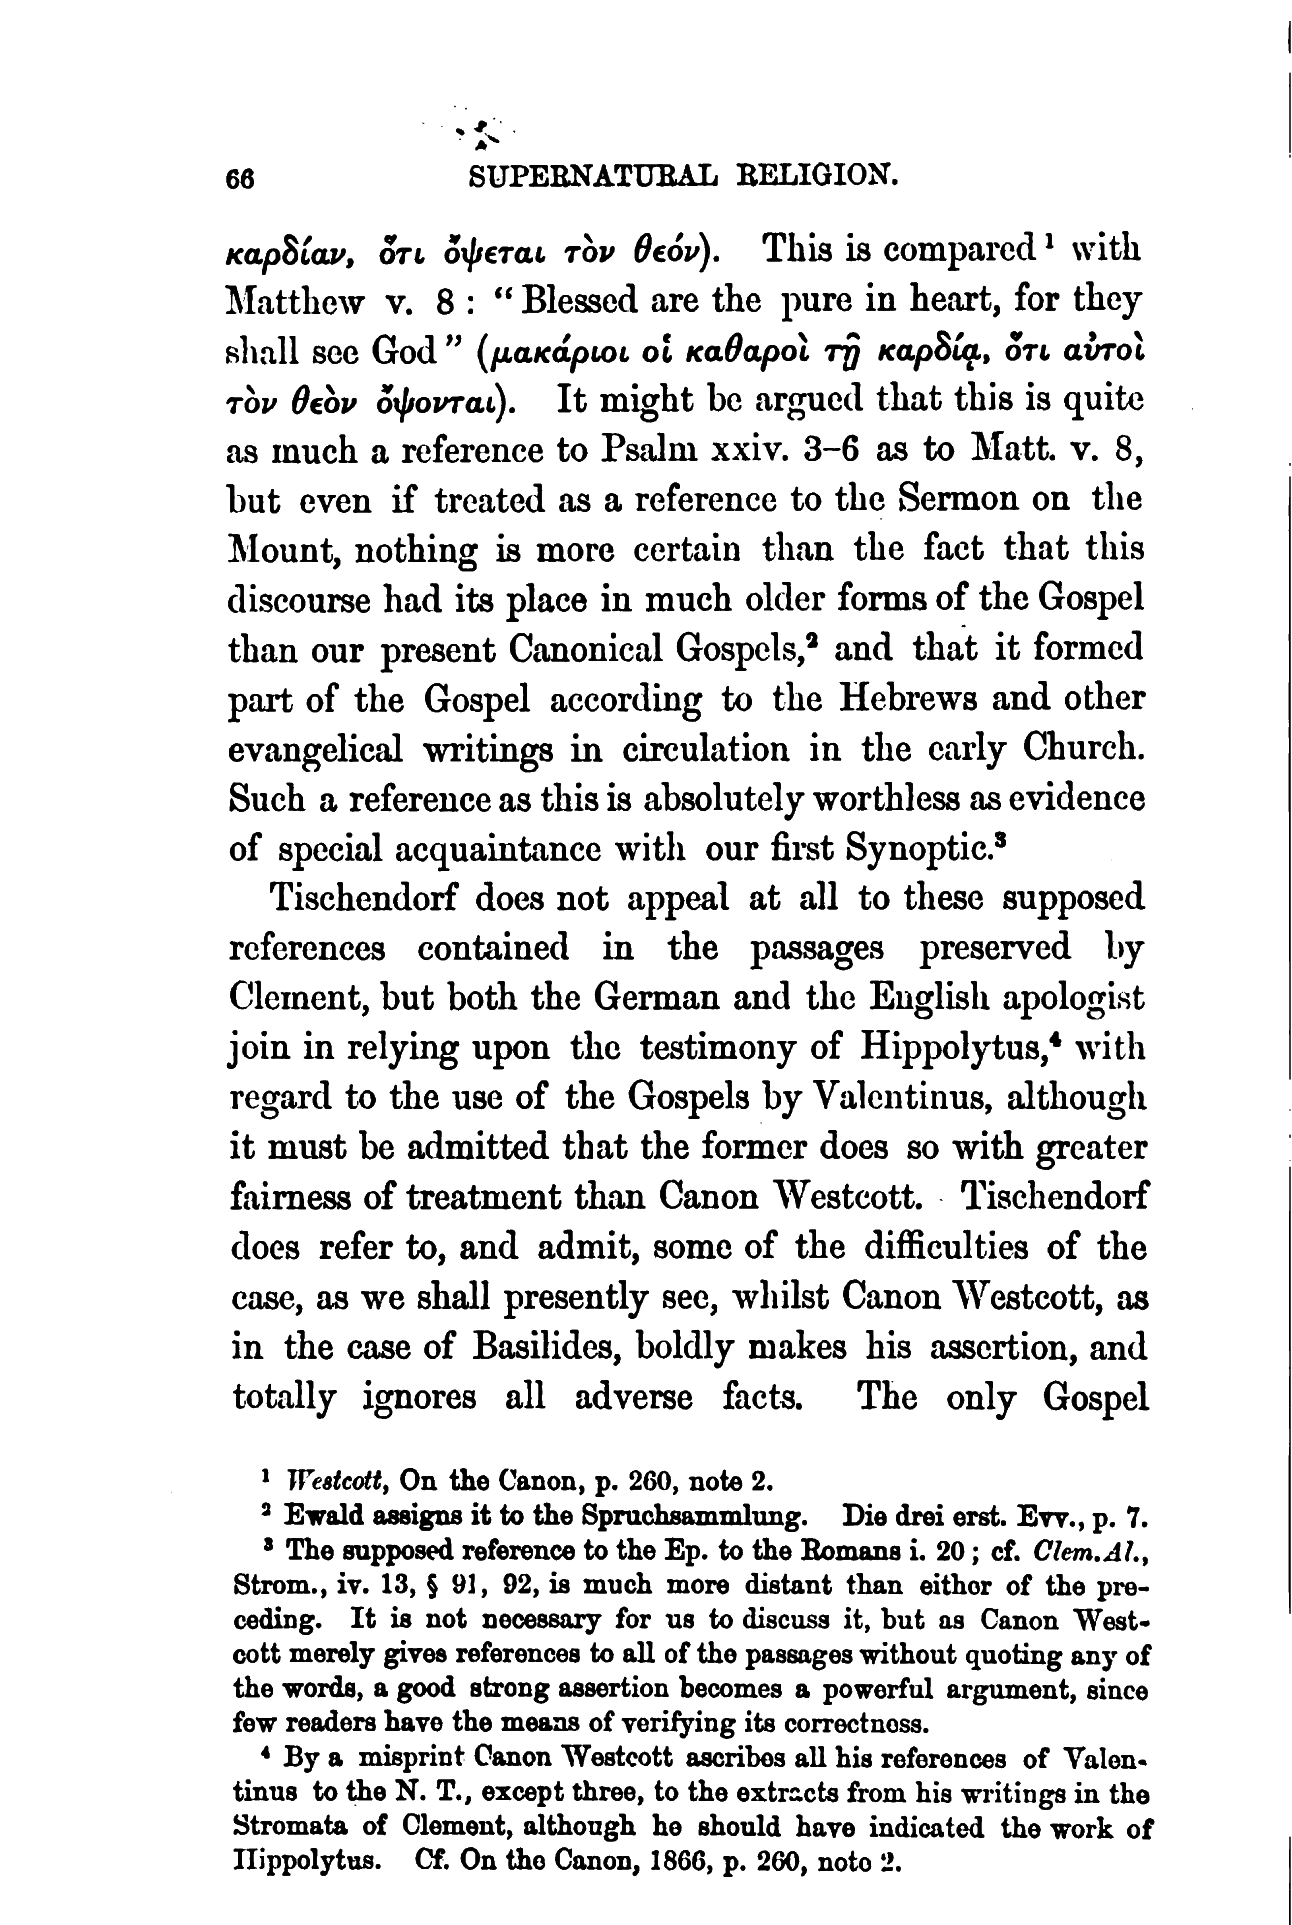 66 SUPERNATURAL RELIGION.
καρδίαν, ὅτι ὄψεται τὸν θεόν). This is compared ¹ with
Matthew v. 8 : “ Blessed are the pure in heart, for they
shall see God ” (μακάριοι οἱ καθαροὶ τῇ καρδίᾳ, ὅτι αὐτοὶ
τὸν θεὸν ὄψονται). It might be argued that this is quite
as much a reference to Psalm xxiv. 3–6 as to Matt. v. 8,
but even if treated as a reference to the Sermon on the
Mount, nothing is more certain than the fact that this
discourse had its place in much older forms of the Gospel
than our present Canonical Gospels,² and that it formed
part of the Gospel according to the Hebrews and other
evangelical writings in circulation in the early Church.
Such a reference as this is absolutely worthless as evidence
of special acquaintance with our first Synoptic.³
Tischendorf does not appeal at all to these supposed
references contained in the passages preserved by
Clement, but both the German and the English apologist
join in relying upon the testimony of Hippolytus,⁴ with
regard to the use of the Gospels by Valentinus, although
it must be admitted that the former does so with greater
fairness of treatment than Canon Westcott. Tischendorf
does refer to, and admit, some of the difficulties of the
case, as we shall presently see, whilst Canon Westcott, as
in the case of Basilides, boldly makes his assertion, and
totally ignores all adverse facts. The only Gospel
¹ Westcott, On the Canon, p. 260, note 2.
² Ewald assigns it to the Spruchsammlung. Die drei erst. Evv., p. 7.
³ The supposed reference to the Ep. to the Romans i. 20 ; cf. Clem. Al.,
Strom., iv. 13, § 91, 92, is much more distant than either of the pre-
ceding. It is not necessary for us to discuss it, but as Canon West-
cott merely gives references to all of the passages without quoting any of
the words, a good strong assertion becomes a powerful argument, since
few readers have the means of verifying its correctness.
⁴ By a misprint Canon Westcott ascribes all his references of Valen-
tinus to the N. T., except three, to the extracts from his writings in the
Stromata of Clement, although he should have indicated the work of
Hippolytus. Cf. On the Canon, 1866, p. 260, note 2.